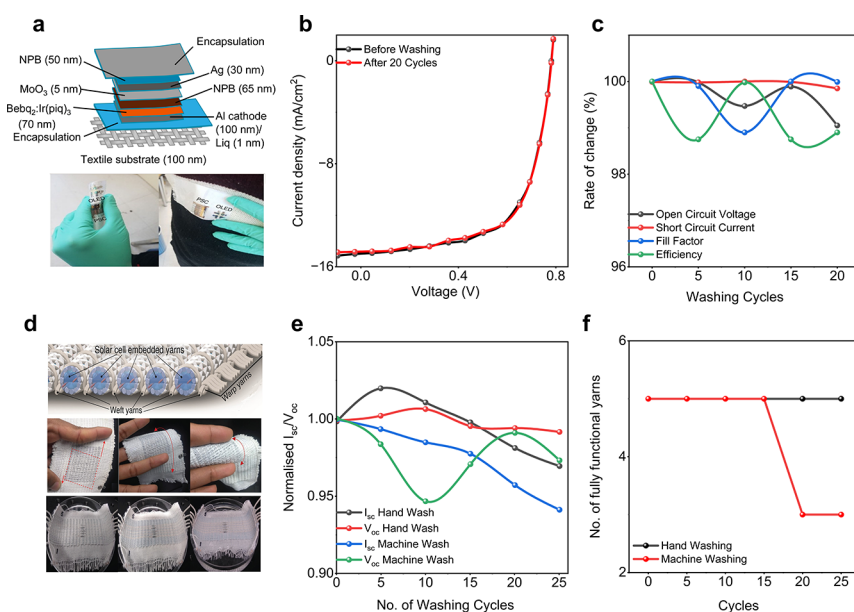 a
Encapsulation
NPB (50 nm)
Ag (30 nm)
MoO3 (5 nm)
NPB (65 nm)
Bebq2:Ir(piq)3
(70 nm)
Al cathode
(100 nm)/
Liq (1 nm)
Encapsulation
Textile substrate (100 nm)
PSC
OLED
PSC
OLED
b
Before Washing
After 20 Cycles
Current density (mA/cm2)
0
−8
−16
0.0
0.4
0.8
Voltage (V)
c
Rate of change (%)
100
98
96
Open Circuit Voltage
Short Circuit Current
Fill Factor
Efficiency
0
5
10
15
20
Washing Cycles
d
Solar cell embedded yarns
Weft yarns
Warp yarns
e
Normalised Isc/Voc
1.05
1.00
0.95
0.90
Isc Hand Wash
Voc Hand Wash
Isc Machine Wash
Voc Machine Wash
0
5
10
15
20
25
No. of Washing Cycles
f
No. of fully functional yarns
6
4
2
Hand Washing
Machine Washing
0
5
10
15
20
25
Cycles